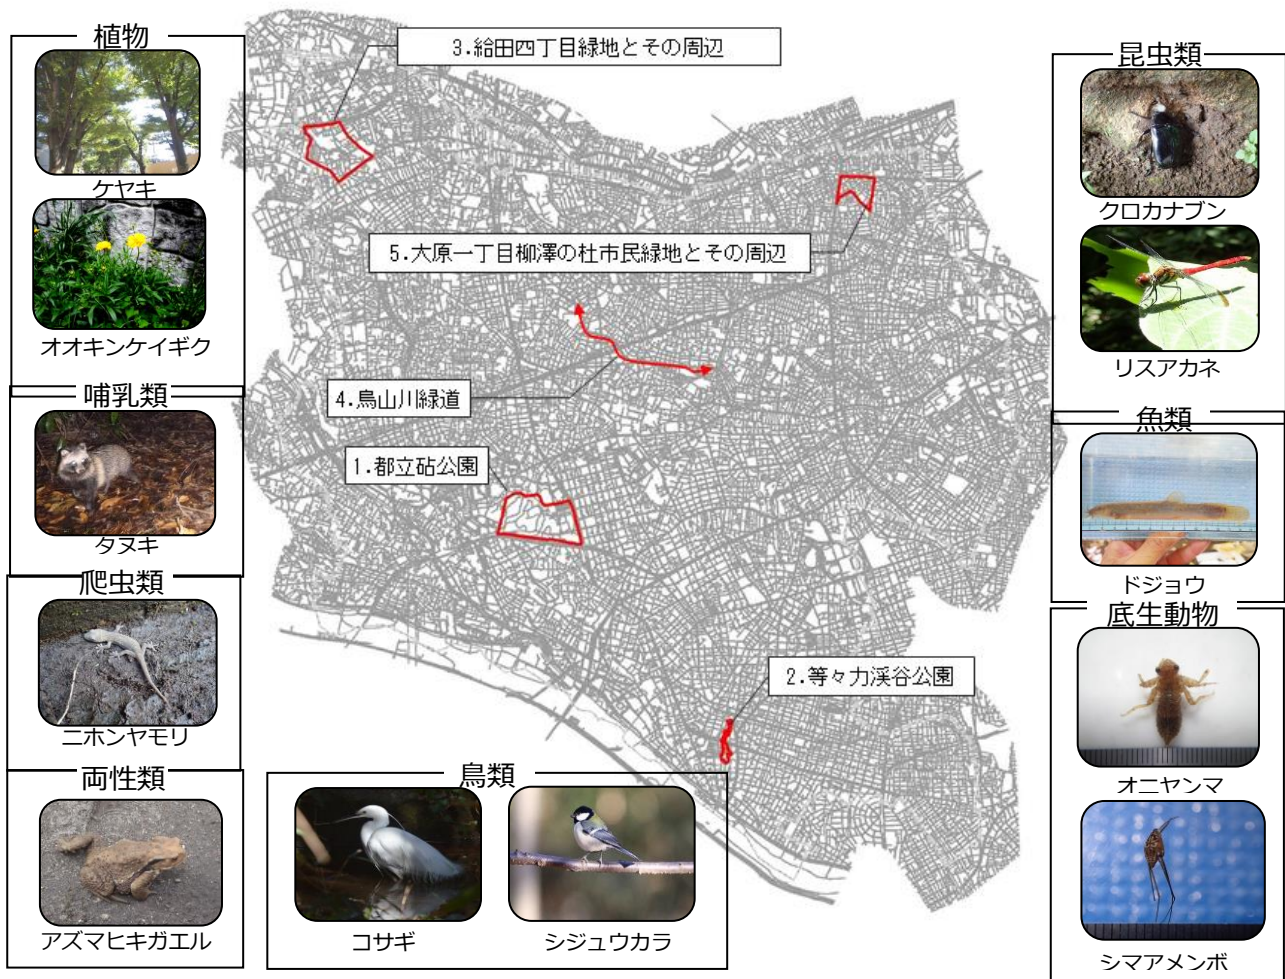 植物
ケヤキ
オオキンケイギク
哺乳類
タヌキ
爬虫類
ニホンヤモリ
両性類
アズマヒキガエル
3.給田四丁目緑地とその周辺
5.大原一丁目柳澤の杜市民緑地とその周辺
4.烏山川緑道
1.都立砧公園
2.等々力渓谷公園
鳥類
コサギ
シジュウカラ
昆虫類
クロカナブン
リスアカネ
魚類
ドジョウ
底生動物
オニヤンマ
シマアメンボ